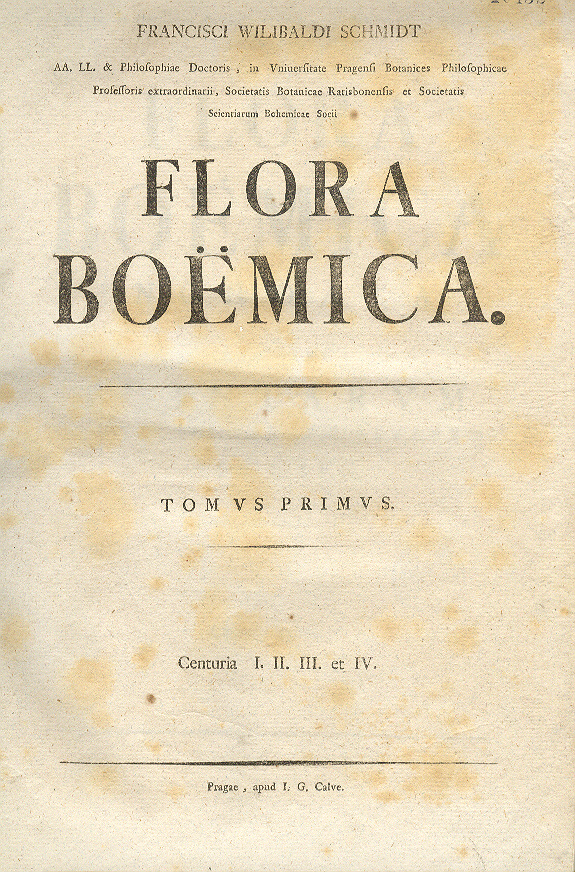 FRANCISCI WILIBALDI SCHMIDT
AA. LL. & Philoſophiae Doctoris, in Vniuerſitate Pragenſi Botanices Philoſophicae
Profeſſoris extraordinarii, Societatis Botanicae Ratisbonenſis et Societatis
Scientiarum Bohemicae Socii
FLORA
BOËMICA.
TOMVS PRIMVS.
Centuria I. II. III. et IV.
Pragae, apud I. G. Calve.